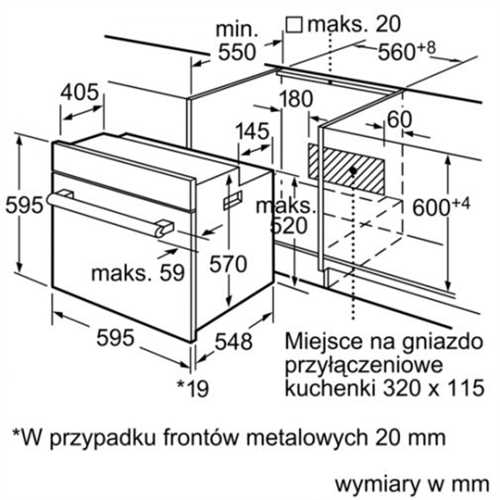 min.
550
□ maks. 20
560+8
405
180
145
60
595
maks.
520
600+4
570
maks. 59
595
548
*19
Miejsce na gniazdo
przyłączeniowe
kuchenki 320 x 115
*W przypadku frontów metalowych 20 mm
wymiary w mm